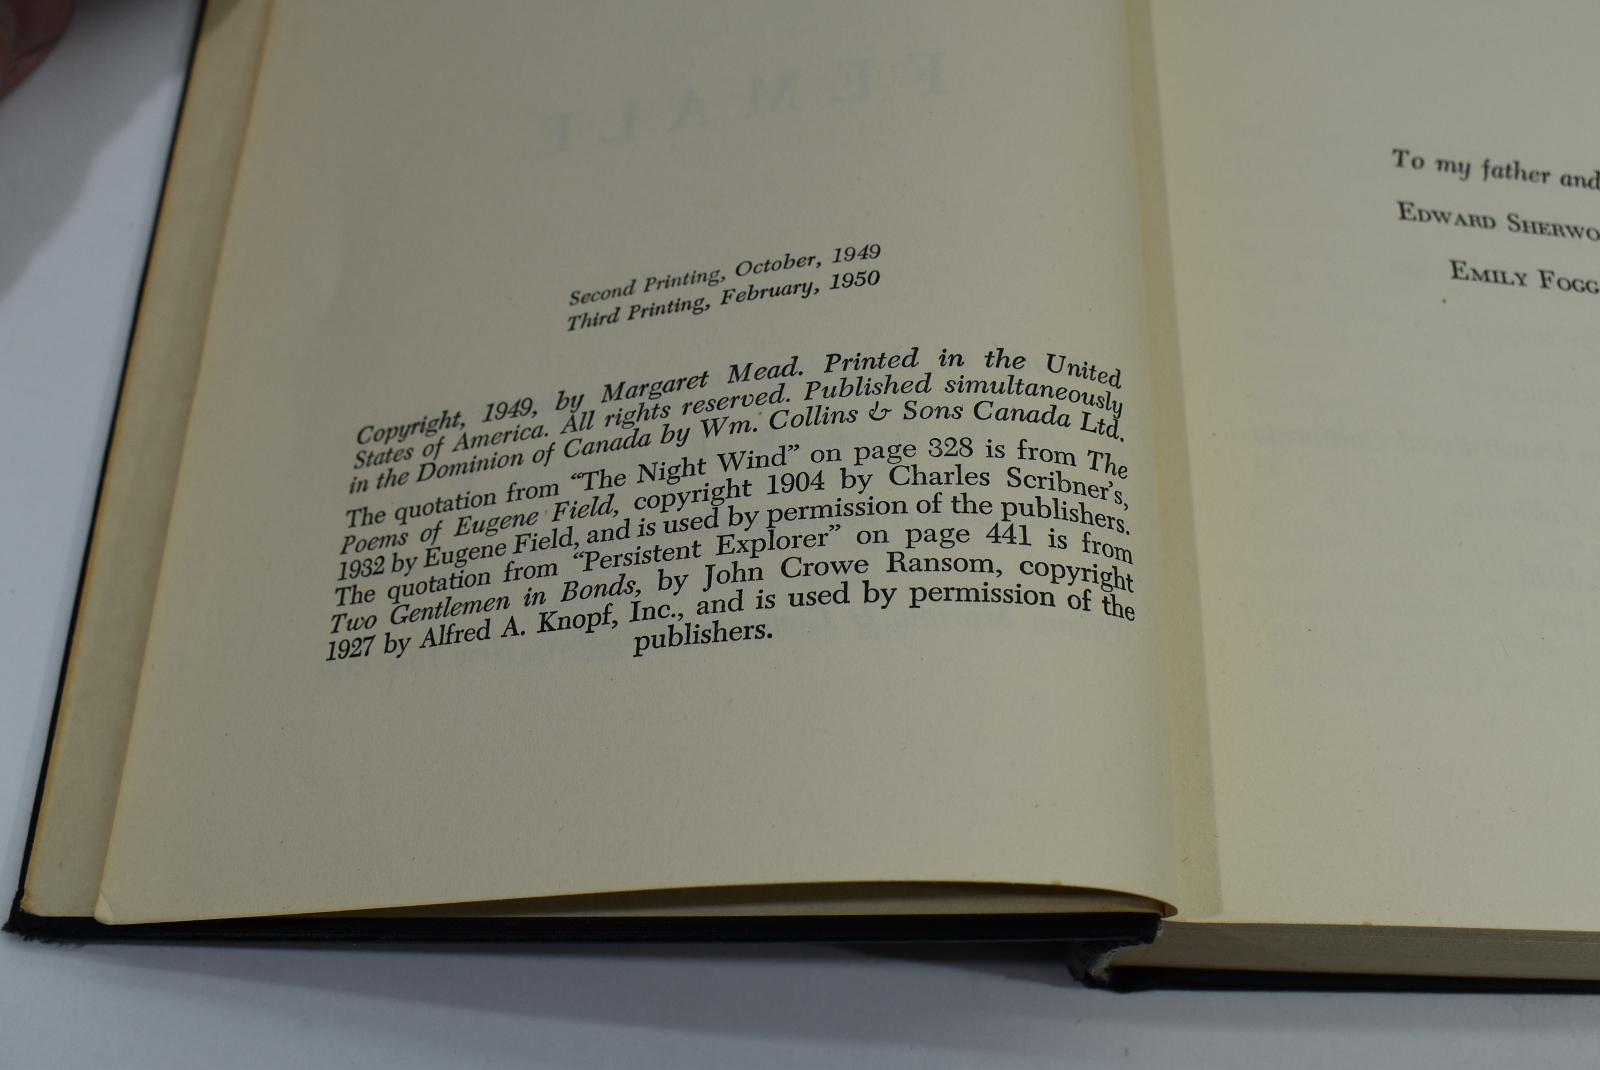 FEMALE
Second Printing, October, 1949
Third Printing, February, 1950
Copyright, 1949, by Margaret Mead. Printed in the United
States of America. All rights reserved. Published simultaneously
in the Dominion of Canada by Wm. Collins & Sons Canada Ltd.
The quotation from “The Night Wind” on page 328 is from The
Poems of Eugene Field, copyright 1904 by Charles Scribner’s,
1932 by Eugene Field, and is used by permission of the publishers.
The quotation from “Persistent Explorer” on page 441 is from
Two Gentlemen in Bonds, by John Crowe Ransom, copyright
1927 by Alfred A. Knopf, Inc., and is used by permission of the
publishers.
To my father and
EDWARD SHERWO
EMILY FOGG